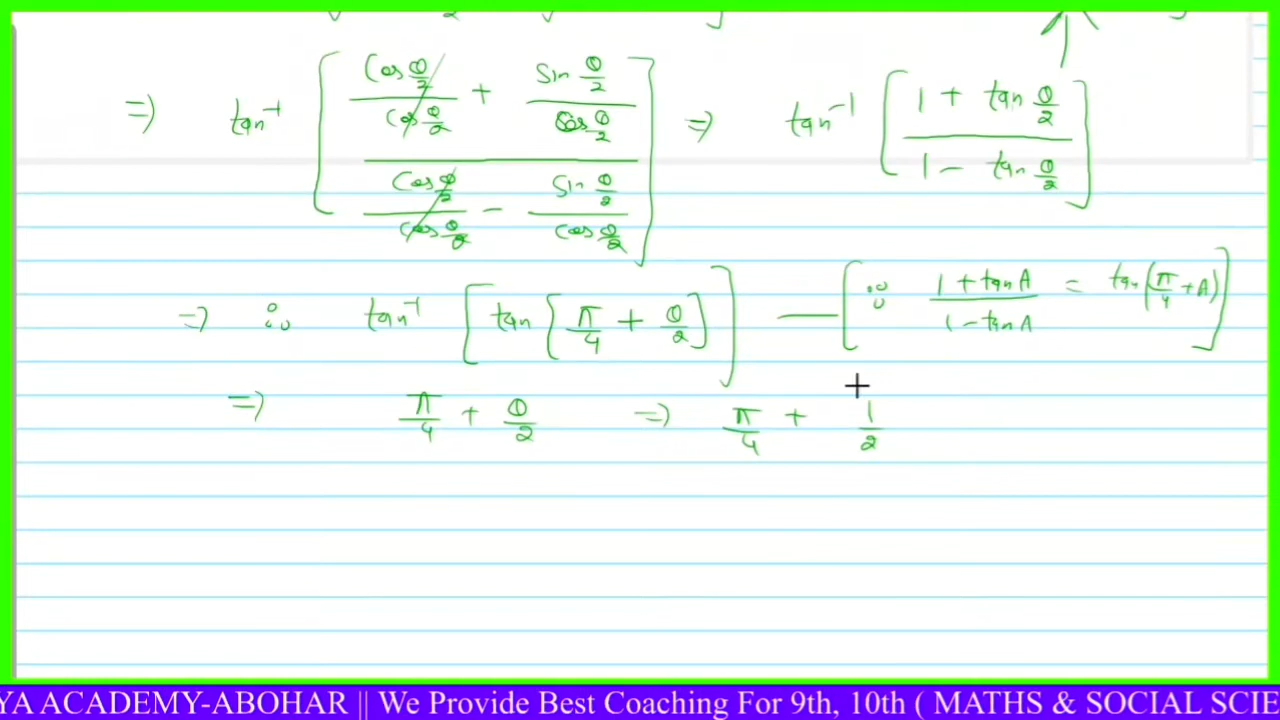 => tan⁻¹ [ (Cos θ/2 / Cos θ/2 + Sin θ/2 / Cos θ/2) / (Cos θ/2 / Cos θ/2 - Sin θ/2 / Cos θ/2) ] => tan⁻¹ [ (1 + tan θ/2) / (1 - tan θ/2) ]
=> ∴ tan⁻¹ [ tan [ π/4 + θ/2 ] ] — [ ∵ (1 + tanA) / (1 - tanA) = tan(π/4 + A) ]
=> π/4 + θ/2 => π/4 + 1/2
YA ACADEMY-ABOHAR || We Provide Best Coaching For 9th, 10th ( MATHS & SOCIAL SCIE